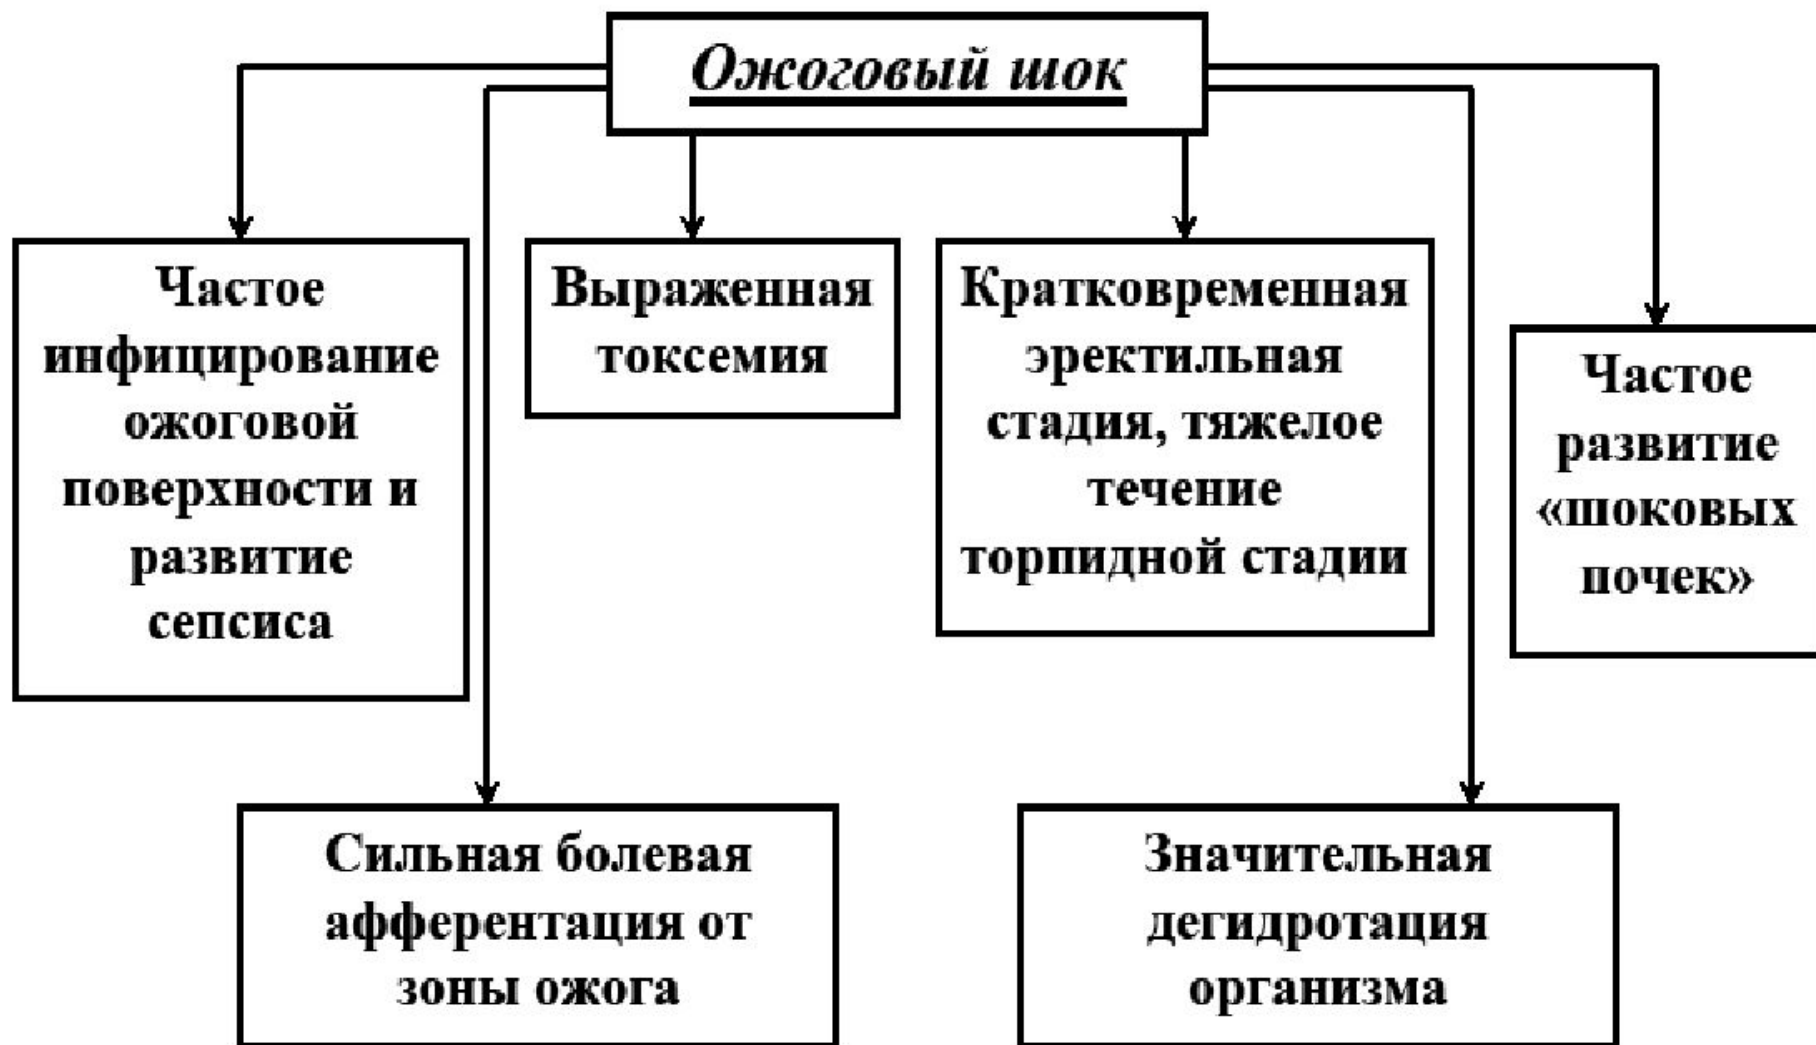 Ожоговый шок
Частое
инфицирование
ожоговой
поверхности и
развитие
сепсиса
Выраженная
токсемия
Кратковременная
эректильная
стадия, тяжелое
течение
торпидной стадии
Частое
развитие
«шоковых
почек»
Сильная болевая
афферентация от
зоны ожога
Значительная
дегидротация
организма